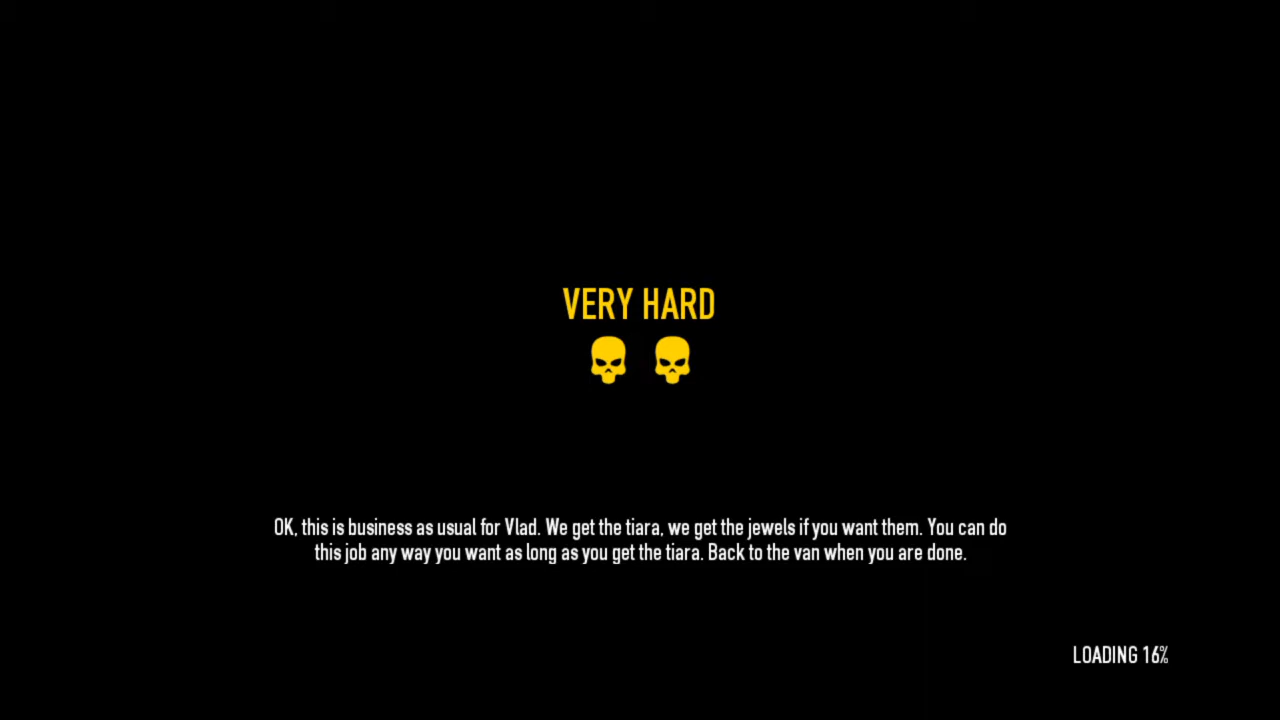 VERY HARD
OK, this is business as usual for Vlad. We get the tiara, we get the jewels if you want them. You can do
this job any way you want as long as you get the tiara. Back to the van when you are done.
LOADING 16%